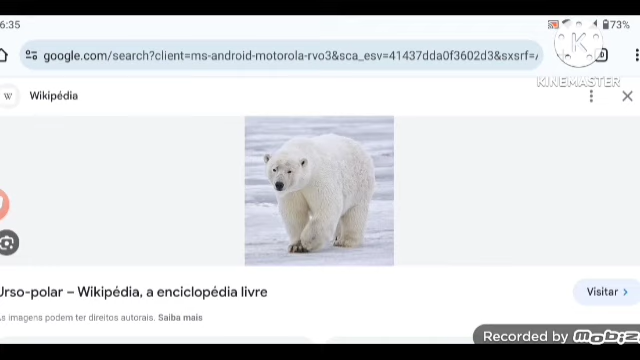 6:35
73%
google.com/search?client=ms-android-motorola-rvo3&sca_esv=41437dda0f3602d3&sxsrf=
KINEMASTER
W Wikipédia
Urso-polar – Wikipédia, a enciclopédia livre
Visitar
As imagens podem ter direitos autorais. Saiba mais
Recorded by mobiz